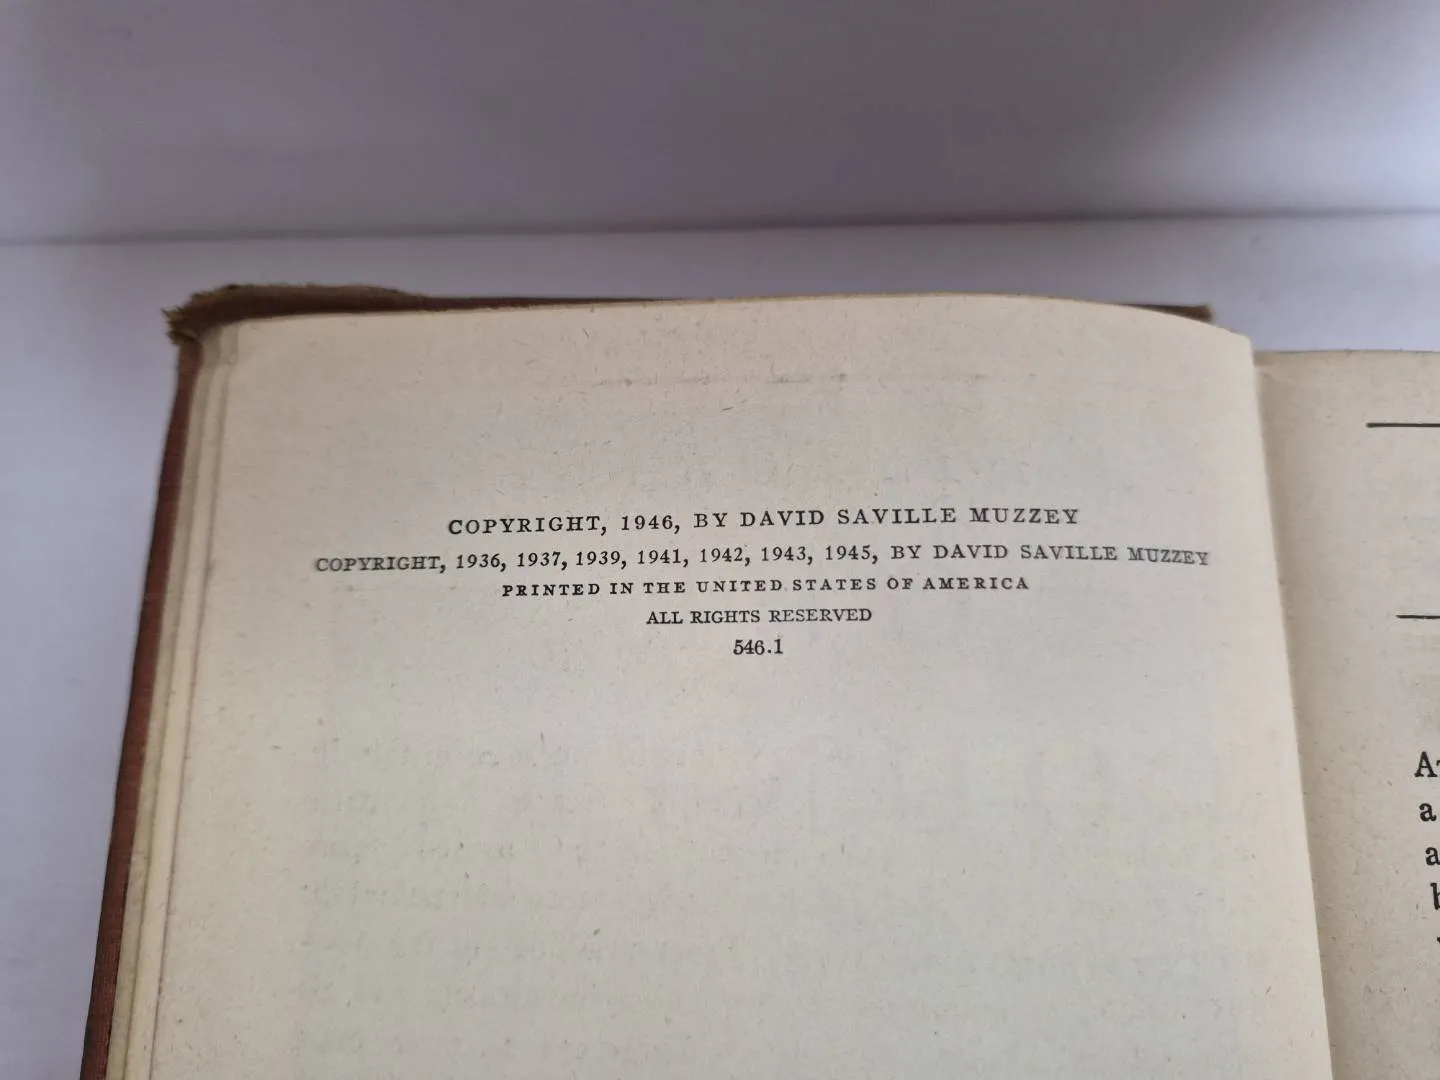 COPYRIGHT, 1946, BY DAVID SAVILLE MUZZEY
COPYRIGHT, 1936, 1937, 1939, 1941, 1942, 1943, 1945, BY DAVID SAVILLE MUZZEY
PRINTED IN THE UNITED STATES OF AMERICA
ALL RIGHTS RESERVED
546.1
a
a